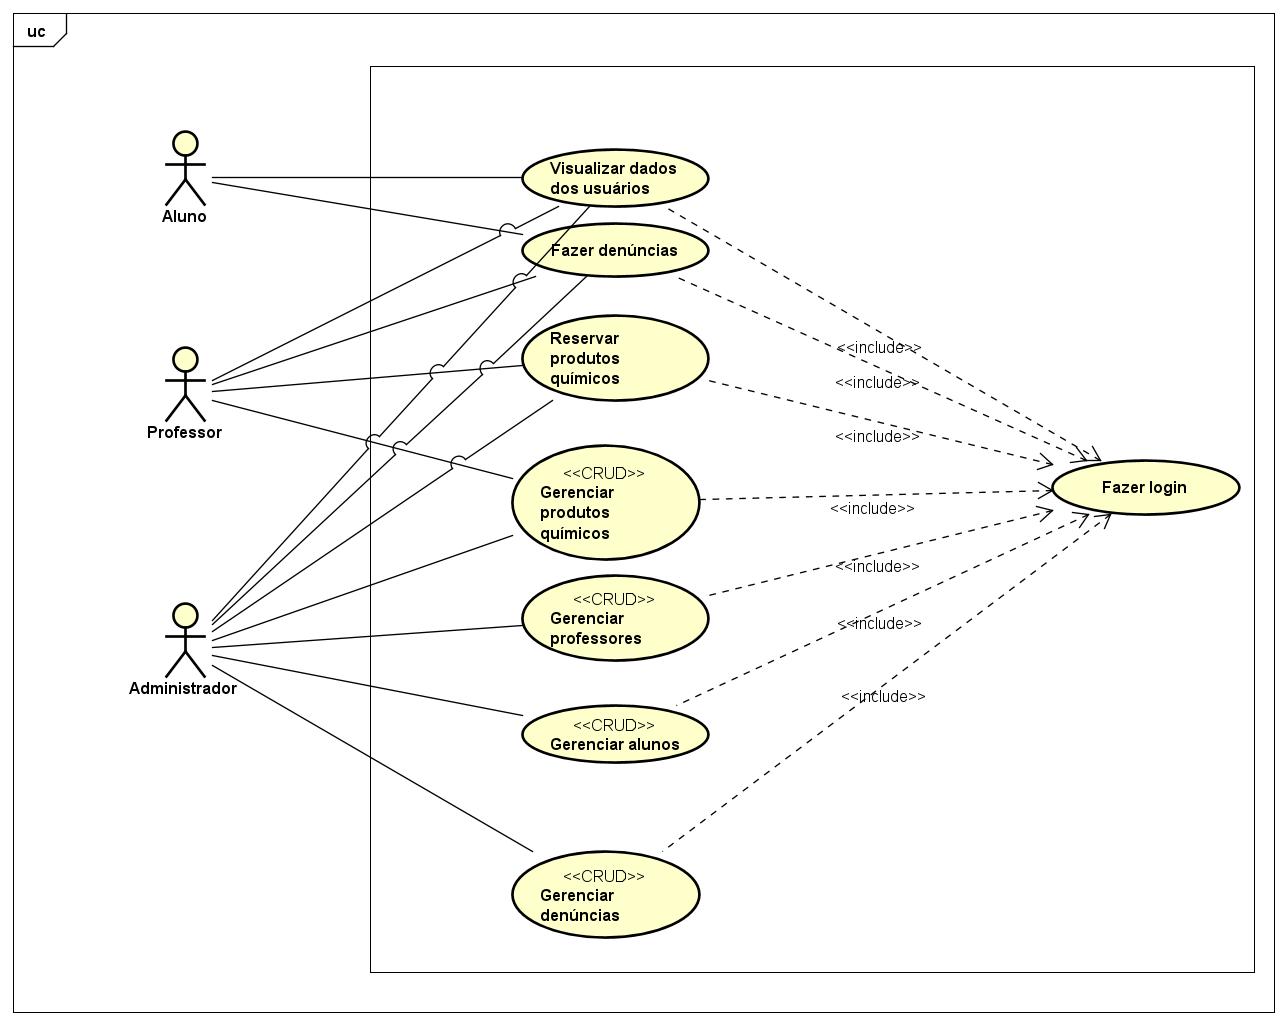 uc
Aluno
Visualizar dados
dos usuários
Fazer denúncias
Reservar
produtos
químicos
<<include>>
<<include>>
Professor
<<include>>
<<CRUD>>
Gerenciar
produtos
químicos
Fazer login
<<include>>
<<include>>
<<CRUD>>
Gerenciar
professores
<<include>>
Administrador
<<include>>
<<CRUD>>
Gerenciar alunos
<<CRUD>>
Gerenciar
denúncias